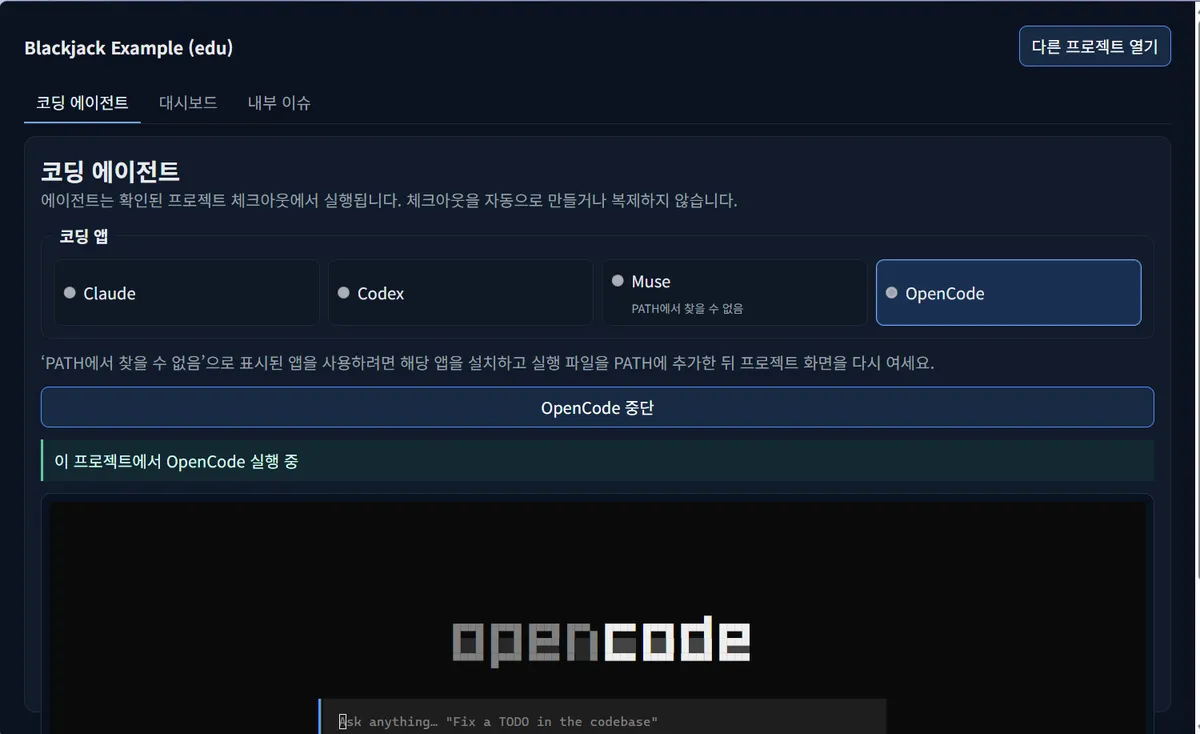 Blackjack Example (edu)
다른 프로젝트 열기
코딩 에이전트
대시보드
내부 이슈
코딩 에이전트
에이전트는 확인된 프로젝트 체크아웃에서 실행됩니다. 체크아웃을 자동으로 만들거나 복제하지 않습니다.
코딩 앱
Claude
Codex
Muse
PATH에서 찾을 수 없음
OpenCode
‘PATH에서 찾을 수 없음’으로 표시된 앱을 사용하려면 해당 앱을 설치하고 실행 파일을 PATH에 추가한 뒤 프로젝트 화면을 다시 여세요.
OpenCode 중단
이 프로젝트에서 OpenCode 실행 중
opencode
Ask anything… "Fix a TODO in the codebase"